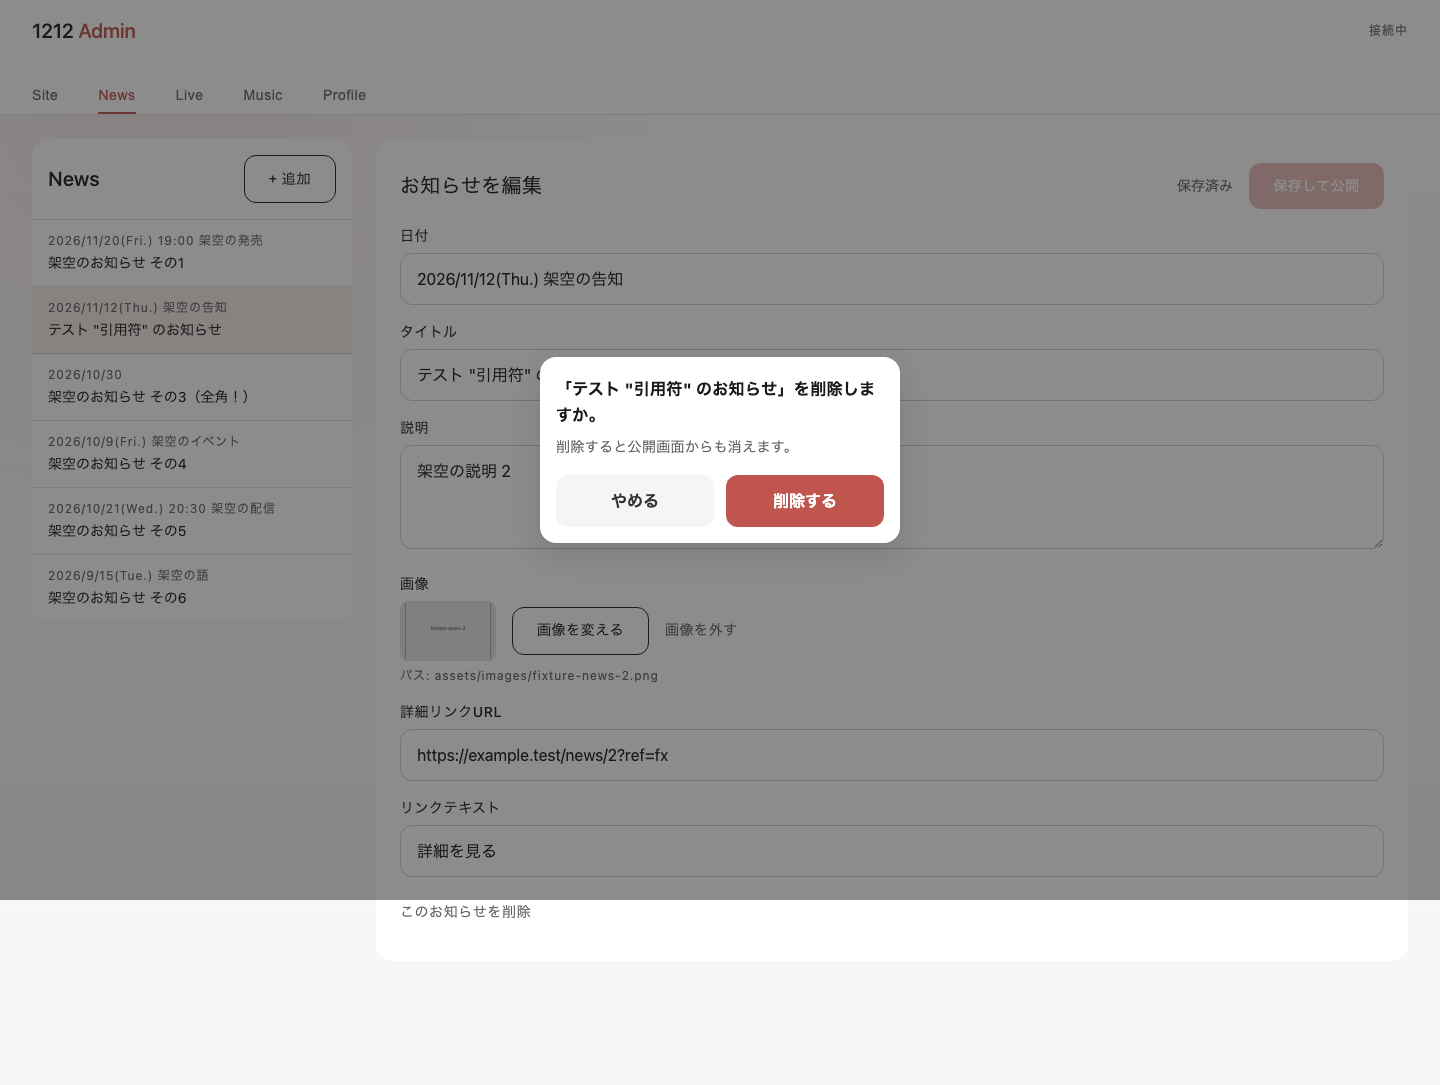 1212 Admin
接続中
Site
News
Live
Music
Profile
News
+ 追加
2026/11/20(Fri.) 19:00 架空の発売
架空のお知らせ その1
2026/11/12(Thu.) 架空の告知
テスト "引用符" のお知らせ
2026/10/30
架空のお知らせ その3（全角！）
2026/10/9(Fri.) 架空のイベント
架空のお知らせ その4
2026/10/21(Wed.) 20:30 架空の配信
架空のお知らせ その5
2026/9/15(Tue.) 架空の語
架空のお知らせ その6
お知らせを編集
保存済み
保存して公開
日付
2026/11/12(Thu.) 架空の告知
タイトル
テスト "引用符"
「テスト "引用符" のお知らせ」を削除しま
すか。
削除すると公開画面からも消えます。
やめる
削除する
説明
架空の説明 2
画像
fixture-news-2
画像を変える
画像を外す
パス: assets/images/fixture-news-2.png
詳細リンクURL
https://example.test/news/2?ref=fx
リンクテキスト
詳細を見る
このお知らせを削除